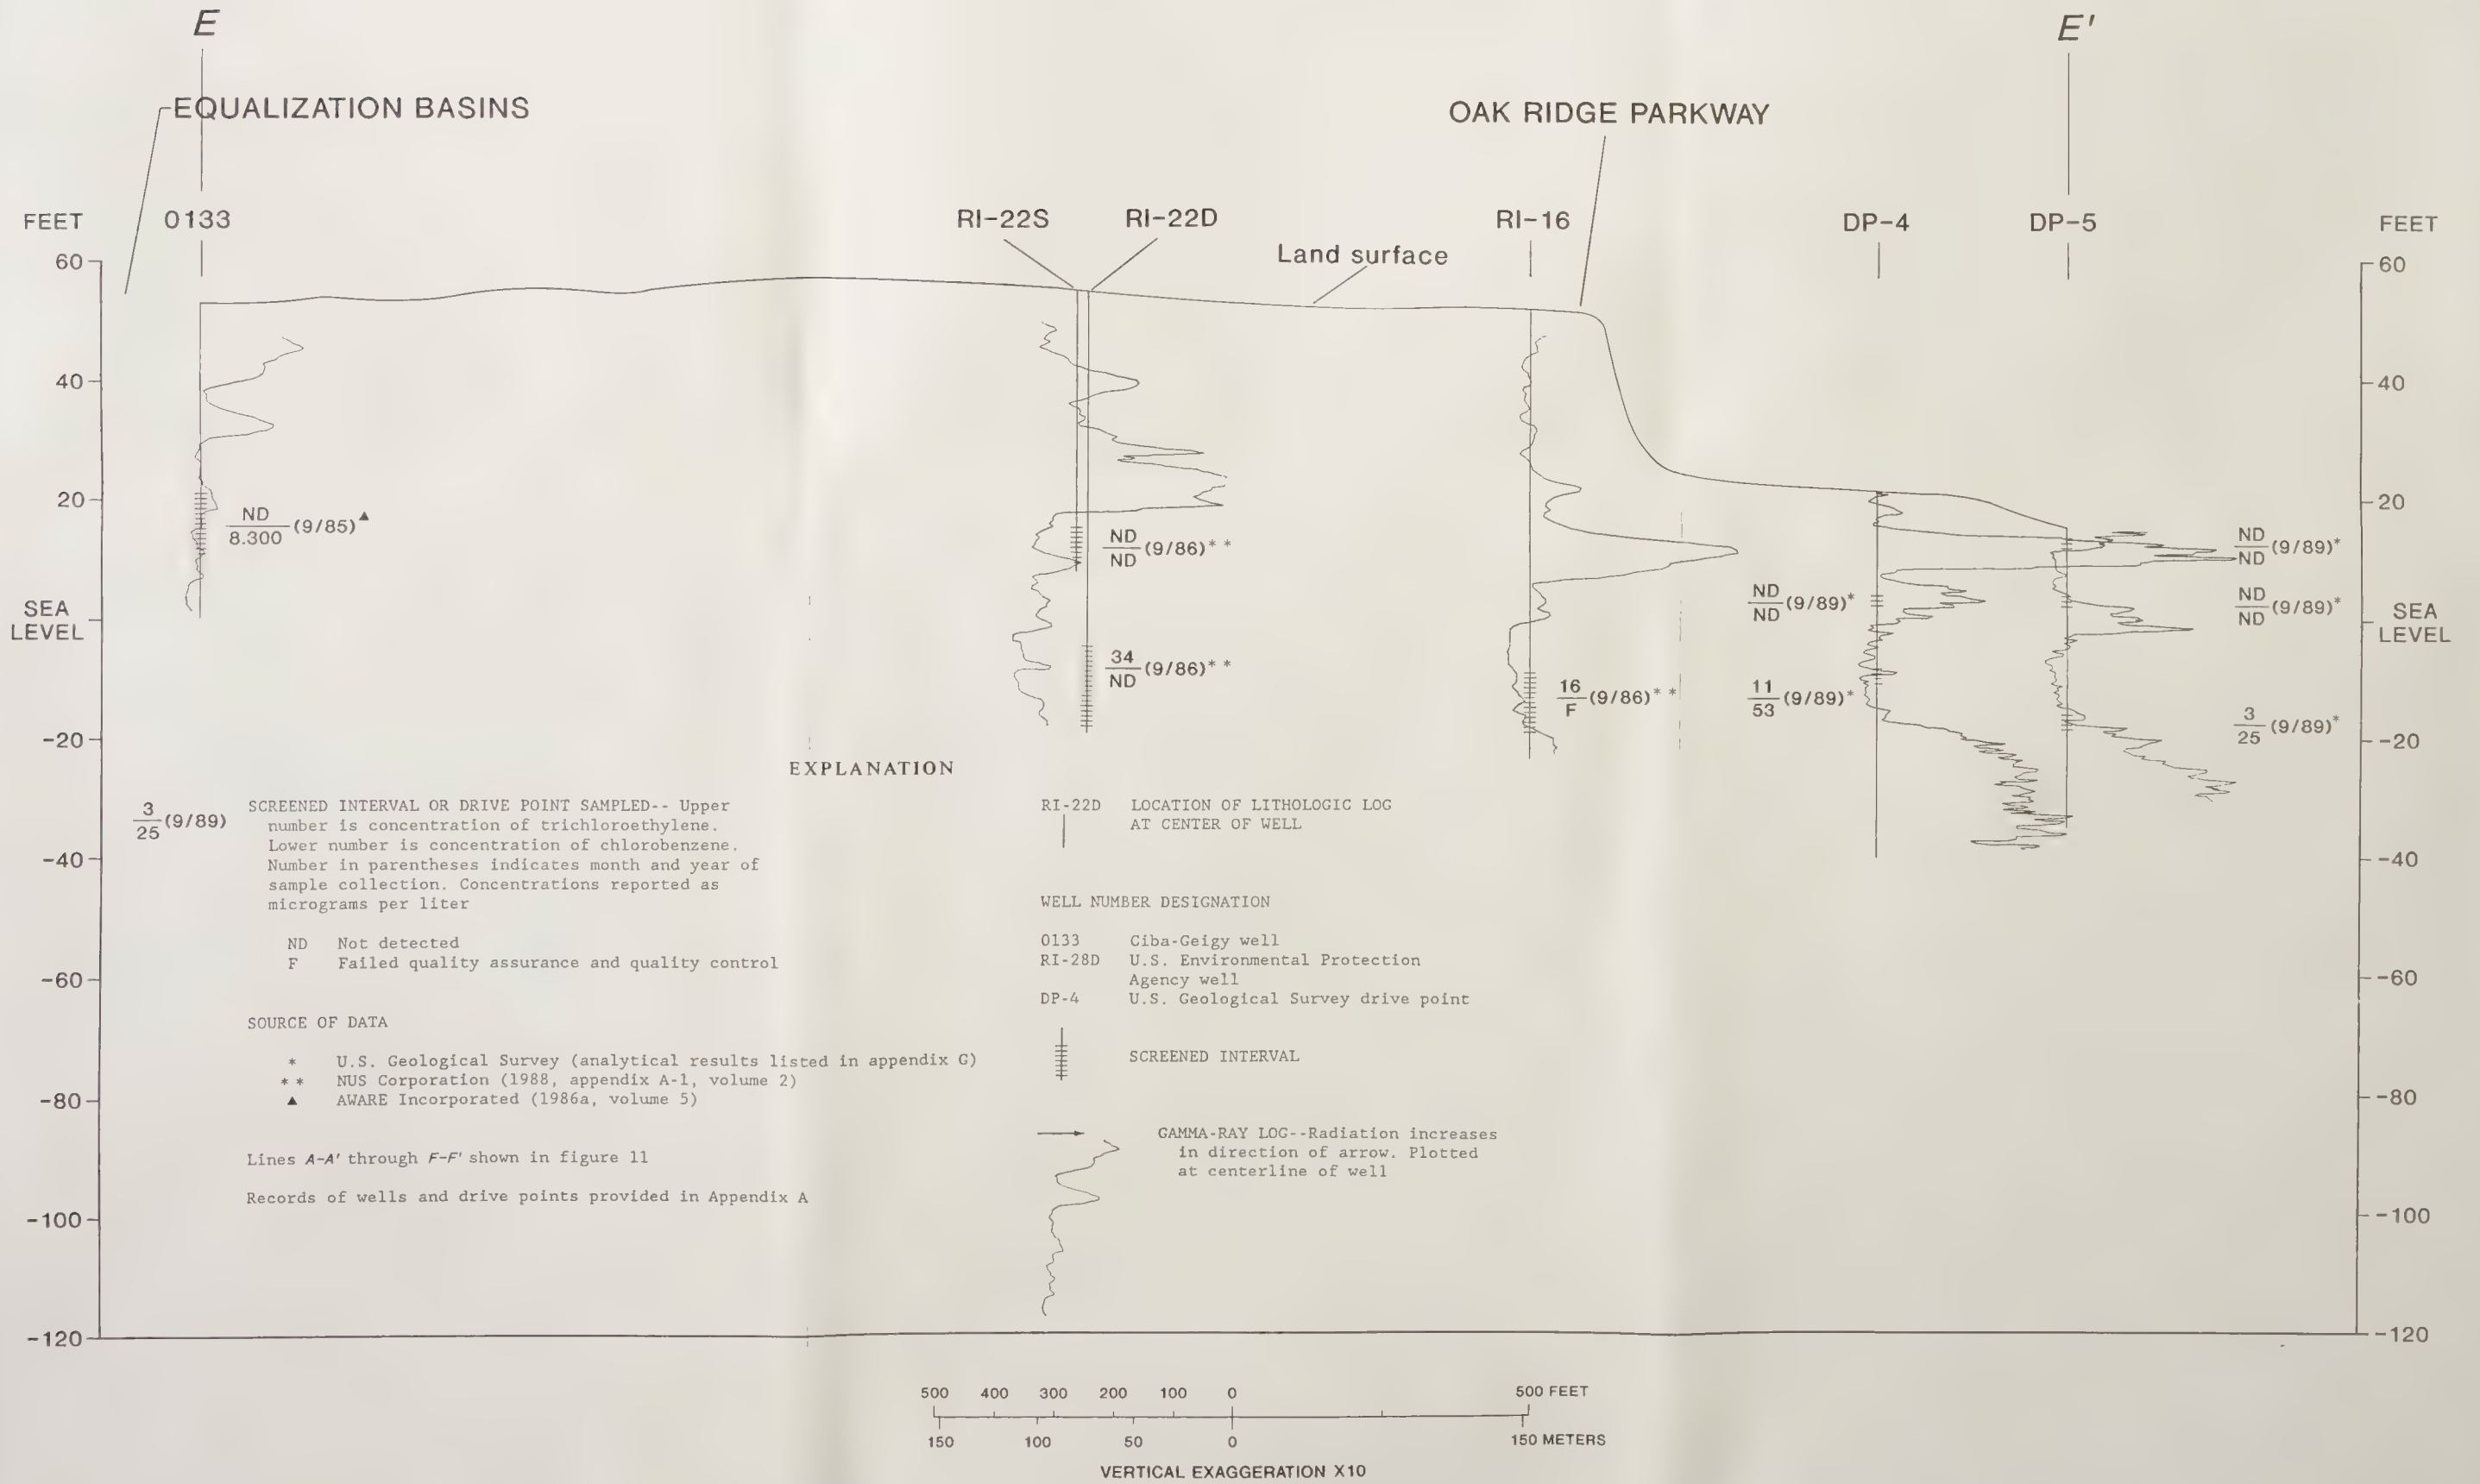 E
E'
EQUALIZATION BASINS
OAK RIDGE PARKWAY
FEET
0133
RI-22S
RI-22D
RI-16
DP-4
DP-5
FEET
Land surface
60
40
20
SEA
LEVEL
-20
-40
-60
-80
-100
-120
60
40
20
SEA
LEVEL
-20
-40
-60
-80
-100
-120
ND
8.300
(9/85)▲
ND
ND
(9/86)**
34
ND
(9/86)**
16
F
(9/86)**
ND
ND
(9/89)*
11
53
(9/89)*
ND
ND
(9/89)*
ND
ND
(9/89)*
3
25
(9/89)*
EXPLANATION
3
25
(9/89)
SCREENED INTERVAL OR DRIVE POINT SAMPLED-- Upper
number is concentration of trichloroethylene.
Lower number is concentration of chlorobenzene.
Number in parentheses indicates month and year of
sample collection. Concentrations reported as
micrograms per liter
ND Not detected
F Failed quality assurance and quality control
SOURCE OF DATA
* U.S. Geological Survey (analytical results listed in appendix G)
** NUS Corporation (1988, appendix A-1, volume 2)
▲ AWARE Incorporated (1986a, volume 5)
Lines A-A' through F-F' shown in figure 11
Records of wells and drive points provided in Appendix A
RI-22D LOCATION OF LITHOLOGIC LOG
AT CENTER OF WELL
WELL NUMBER DESIGNATION
0133 Ciba-Geigy well
RI-28D U.S. Environmental Protection
Agency well
DP-4 U.S. Geological Survey drive point
SCREENED INTERVAL
GAMMA-RAY LOG--Radiation increases
in direction of arrow. Plotted
at centerline of well
500 400 300 200 100 0 500 FEET
150 100 50 0 150 METERS
VERTICAL EXAGGERATION X10